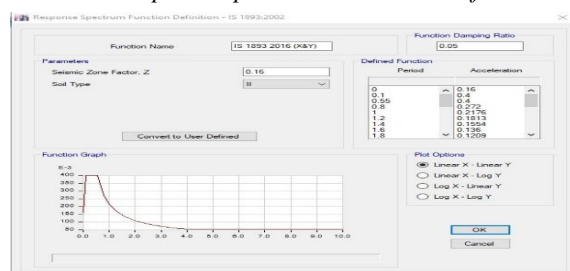 Response Spectrum Function Definition - IS 1893:2002
Function Name
IS 1893 2016 (X&Y)
Function Damping Ratio
0.05
Parameters
Seismic Zone Factor, Z
0.16
Soil Type
II
Convert to User Defined
Defined Function
Period Acceleration
0 0.16
0.1 0.4
0.55 0.4
0.8 0.272
1 0.2176
1.2 0.1813
1.4 0.1554
1.6 0.136
1.8 0.1209
Function Graph
E-3
400
350
300
250
200
150
100
50
0.0 1.0 2.0 3.0 4.0 5.0 6.0 7.0 8.0 9.0 10.0
Plot Options
Linear X - Linear Y
Linear X - Log Y
Log X - Linear Y
Log X - Log Y
OK
Cancel